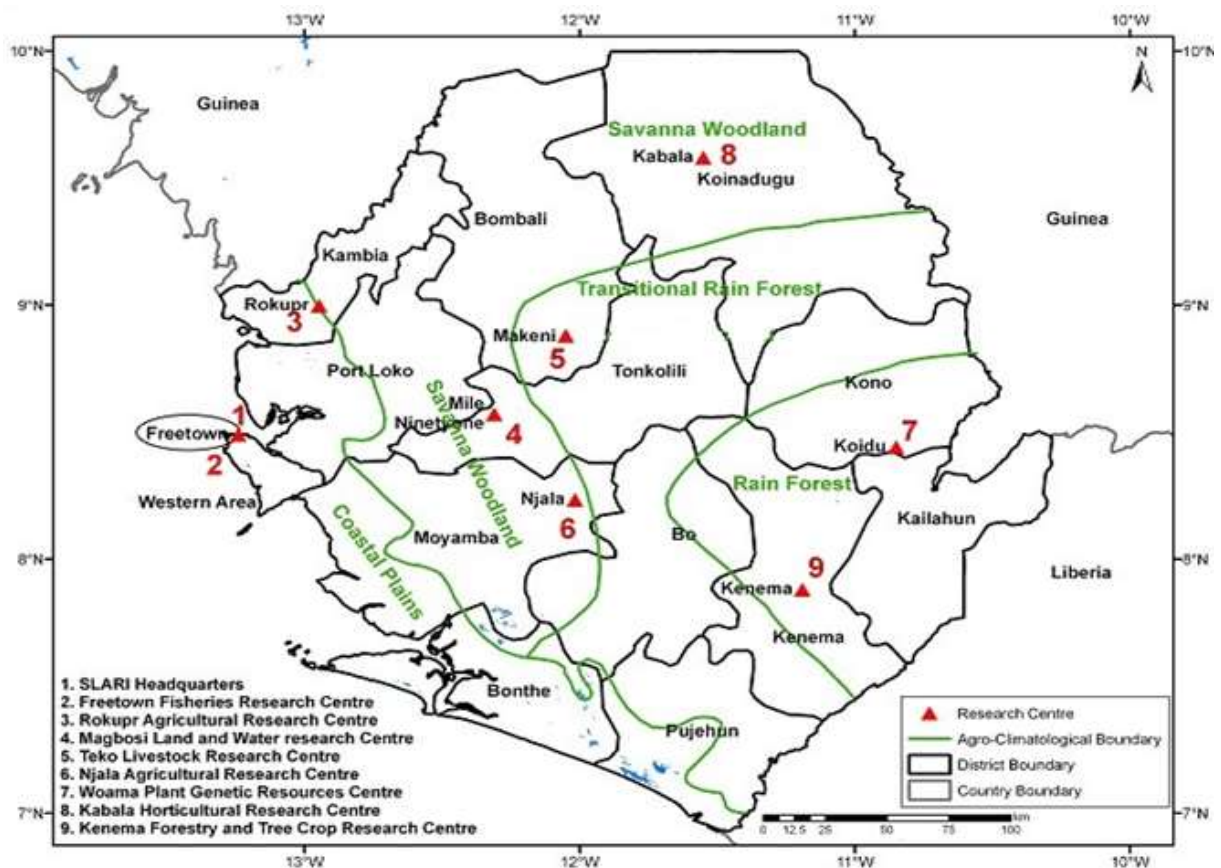 13°W 12°W 11°W 10°W
10°N 10°N
N
Guinea
Savanna Woodland
Kabala 8
Koinadugu
Bombali
Guinea
Kambia
Transitional Rain Forest
9°N 9°N
Rokupr
3
Makeni
5
Port Loko
Tonkolili
Kono
Savanna Woodland
Mile
Ninetyone
4
1
Freetown
2
Koidu 7
Western Area
Njala
6
Rain Forest
Kailahun
Coastal Plains
Moyamba
Bo
8°N 8°N
Liberia
9
Kenema
Kenema
Bonthe
Pujehun
1. SLARI Headquarters
2. Freetown Fisheries Research Centre
3. Rokupr Agricultural Research Centre
4. Magbosi Land and Water research Centre
5. Teko Livestock Research Centre
6. Njala Agricultural Research Centre
7. Woama Plant Genetic Resources Centre
8. Kabala Horticultural Research Centre
9. Kenema Forestry and Tree Crop Research Centre
Research Centre
Agro-Climatological Boundary
District Boundary
Country Boundary
7°N 7°N
km
0 12.5 25 50 75 100
13°W 12°W 11°W 10°W